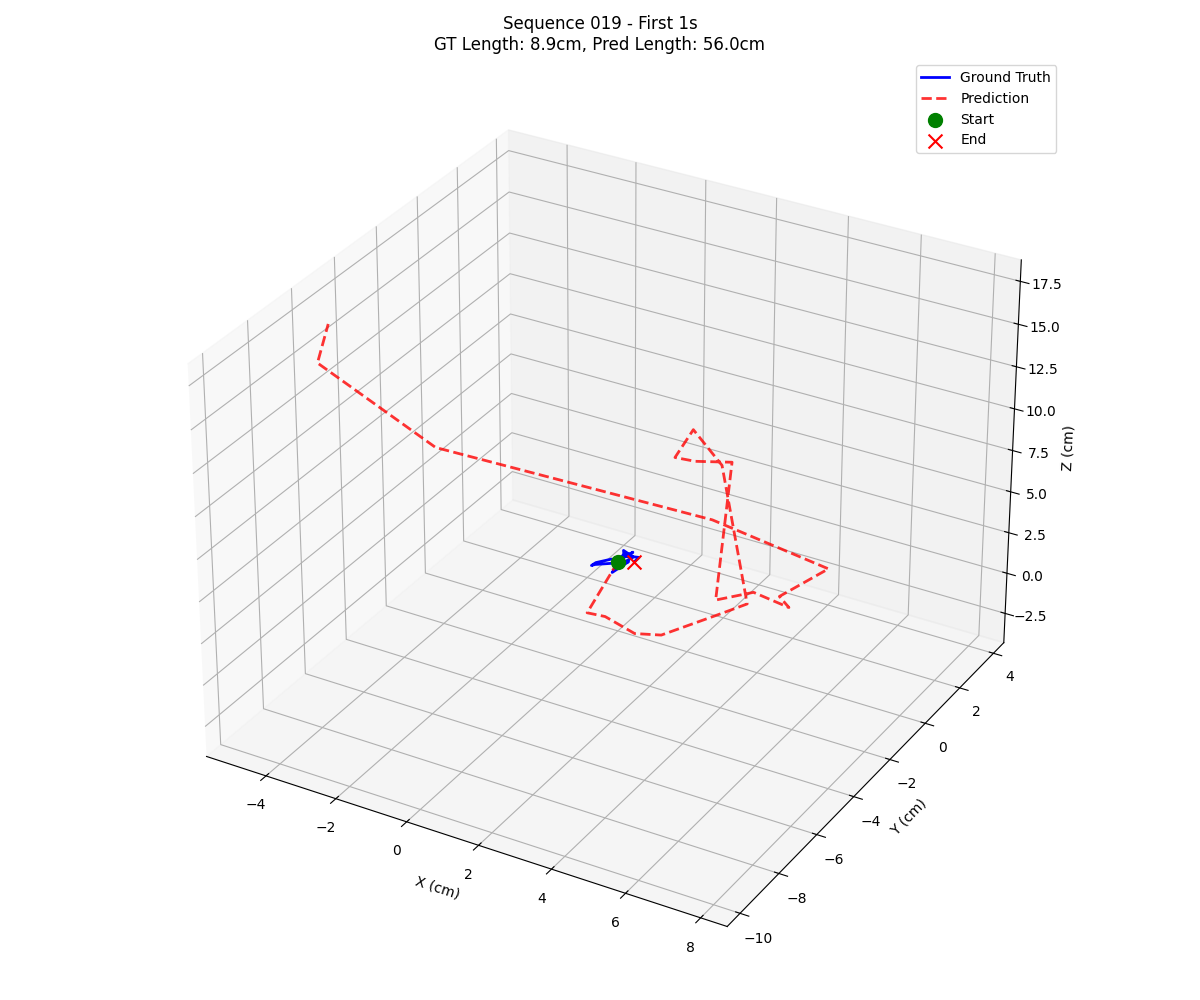 Sequence 019 - First 1s
GT Length: 8.9cm, Pred Length: 56.0cm
Ground Truth
Prediction
Start
End
17.5
15.0
12.5
10.0
7.5
5.0
2.5
0.0
−2.5
Z (cm)
4
2
0
−2
−4
−6
−8
−10
Y (cm)
−4
−2
0
2
4
6
8
X (cm)